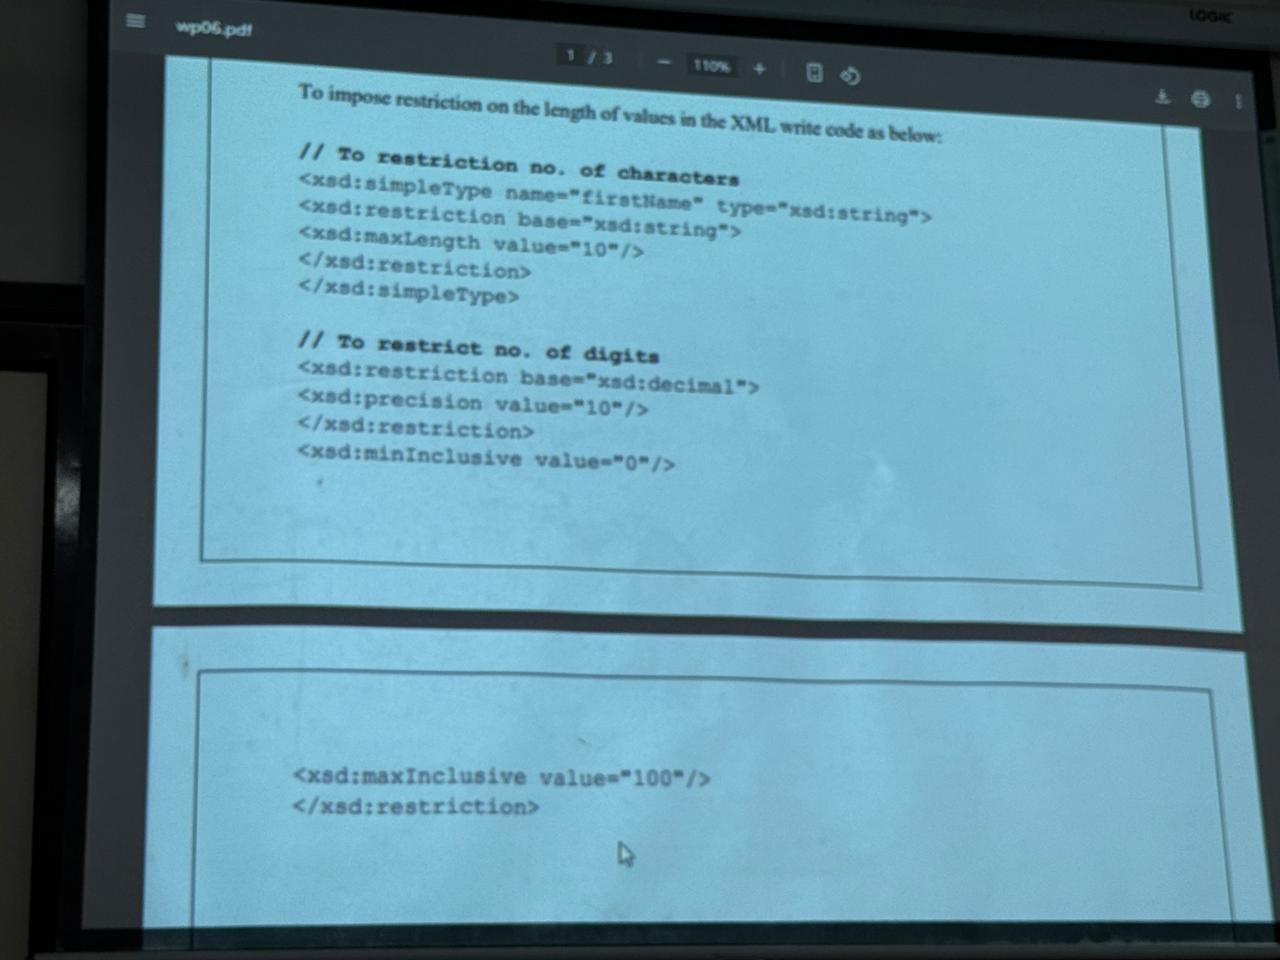 LOGIK
wp06.pdf
1 / 3
110%
To impose restriction on the length of values in the XML write code as below:
// To restriction no. of characters
<xsd:simpleType name="firstName" type="xsd:string">
<xsd:restriction base="xsd:string">
<xsd:maxLength value="10"/>
</xsd:restriction>
</xsd:simpleType>
// To restrict no. of digits
<xsd:restriction base="xsd:decimal">
<xsd:precision value="10"/>
</xsd:restriction>
<xsd:minInclusive value="0"/>
<xsd:maxInclusive value="100"/>
</xsd:restriction>